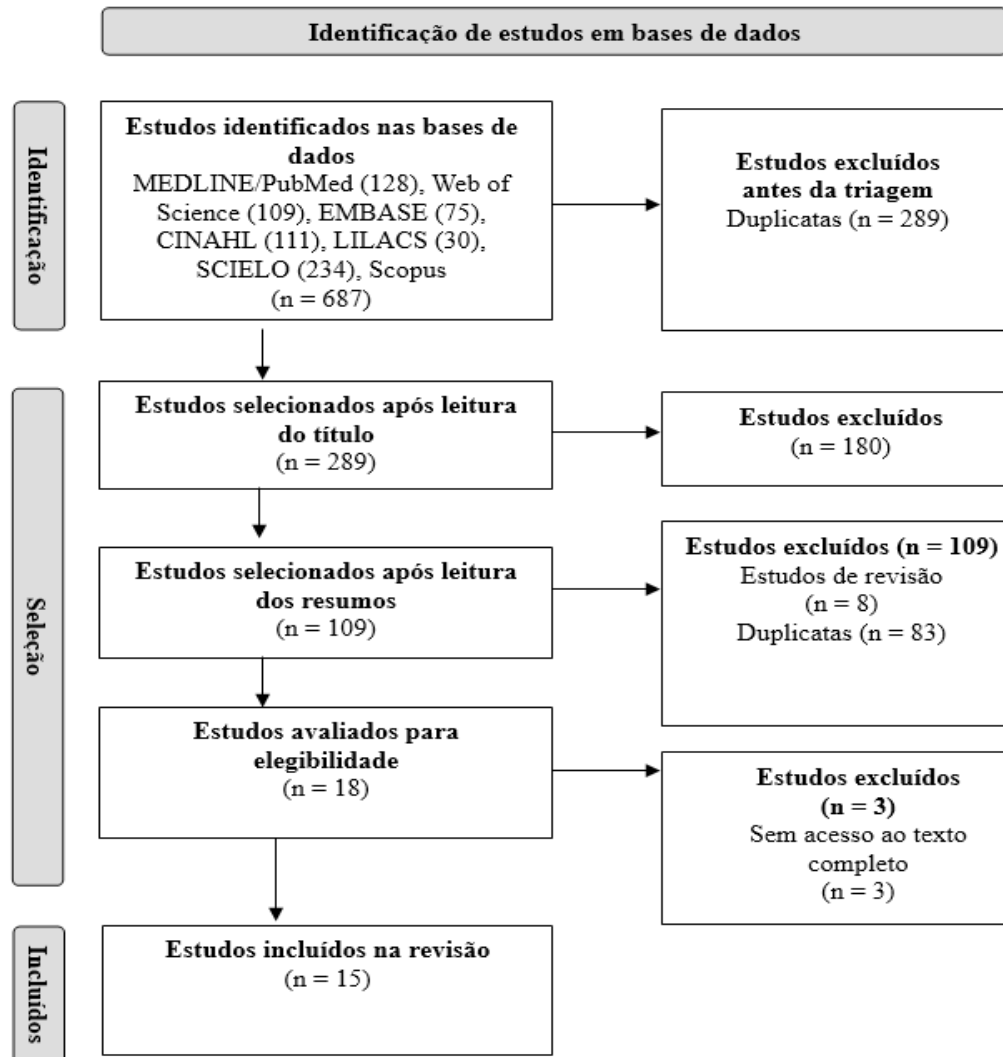 Identificação de estudos em bases de dados
Identificação
Estudos identificados nas bases de
dados
MEDLINE/PubMed (128), Web of
Science (109), EMBASE (75),
CINAHL (111), LILACS (30),
SCIELO (234), Scopus
(n = 687)
Estudos excluídos
antes da triagem
Duplicatas (n = 289)
Seleção
Estudos selecionados após leitura
do título
(n = 289)
Estudos excluídos
(n = 180)
Estudos selecionados após leitura
dos resumos
(n = 109)
Estudos excluídos (n = 109)
Estudos de revisão
(n = 8)
Duplicatas (n = 83)
Estudos avaliados para
elegibilidade
(n = 18)
Estudos excluídos
(n = 3)
Sem acesso ao texto
completo
(n = 3)
Incluídos
Estudos incluídos na revisão
(n = 15)